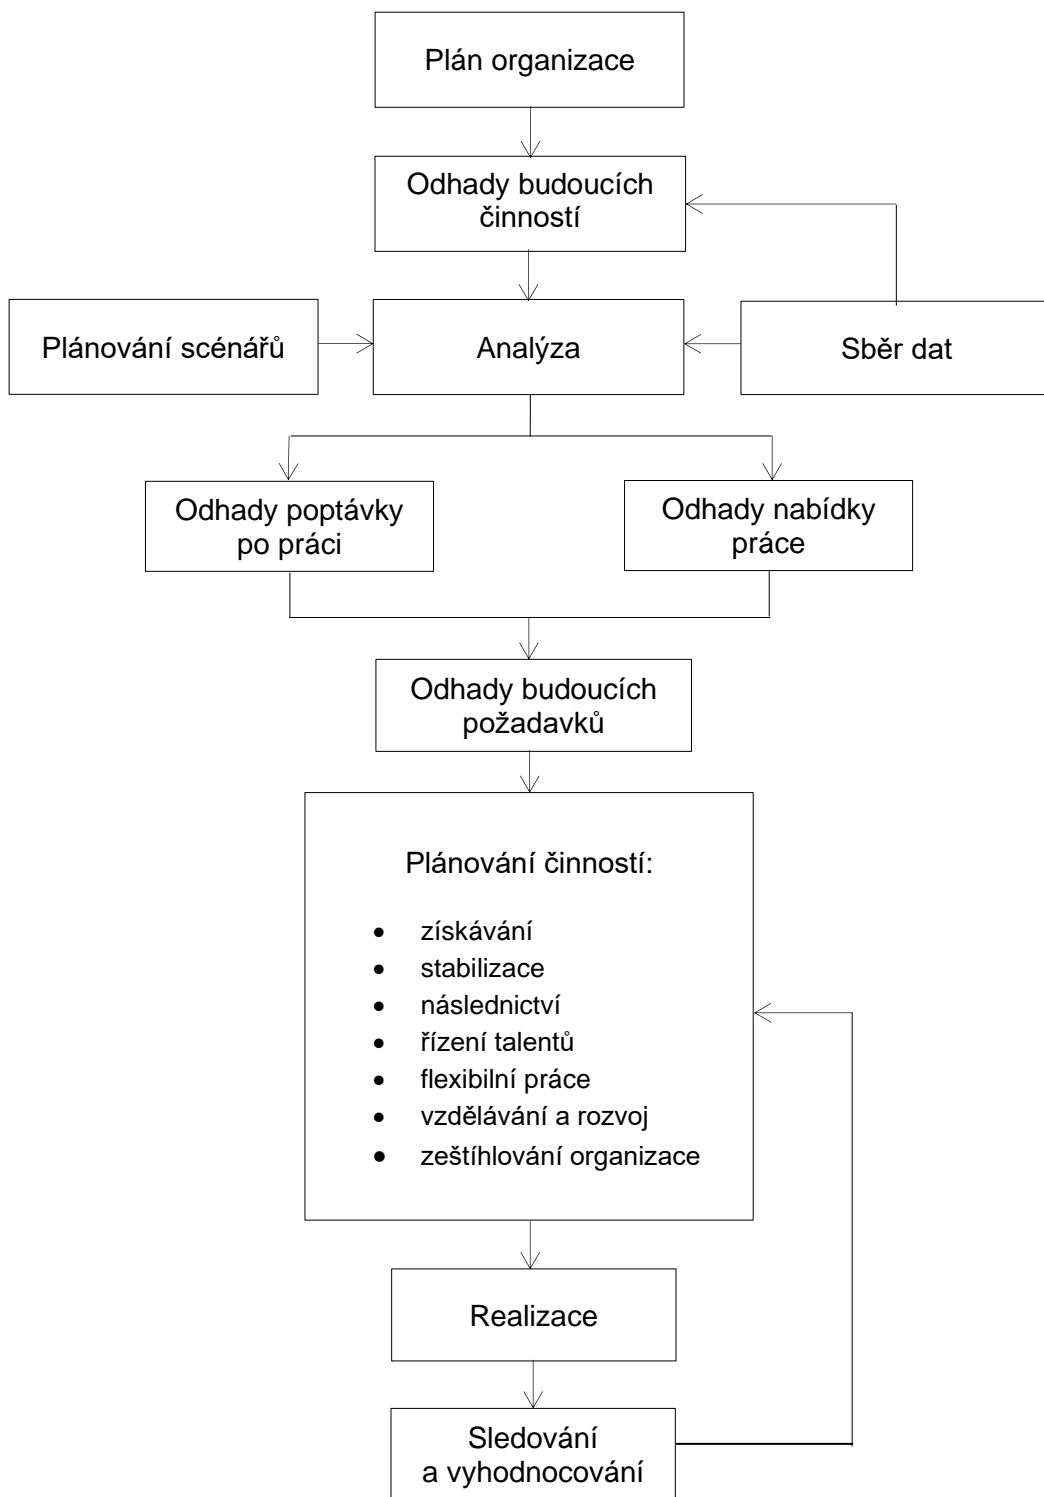 Plán organizace
Odhady budoucích
činností
Plánování scénářů
Analýza
Sběr dat
Odhady poptávky
po práci
Odhady nabídky
práce
Odhady budoucích
požadavků
Plánování činností:
• získávání
• stabilizace
• následnictví
• řízení talentů
• flexibilní práce
• vzdělávání a rozvoj
• zeštíhlování organizace
Realizace
Sledování
a vyhodnocování